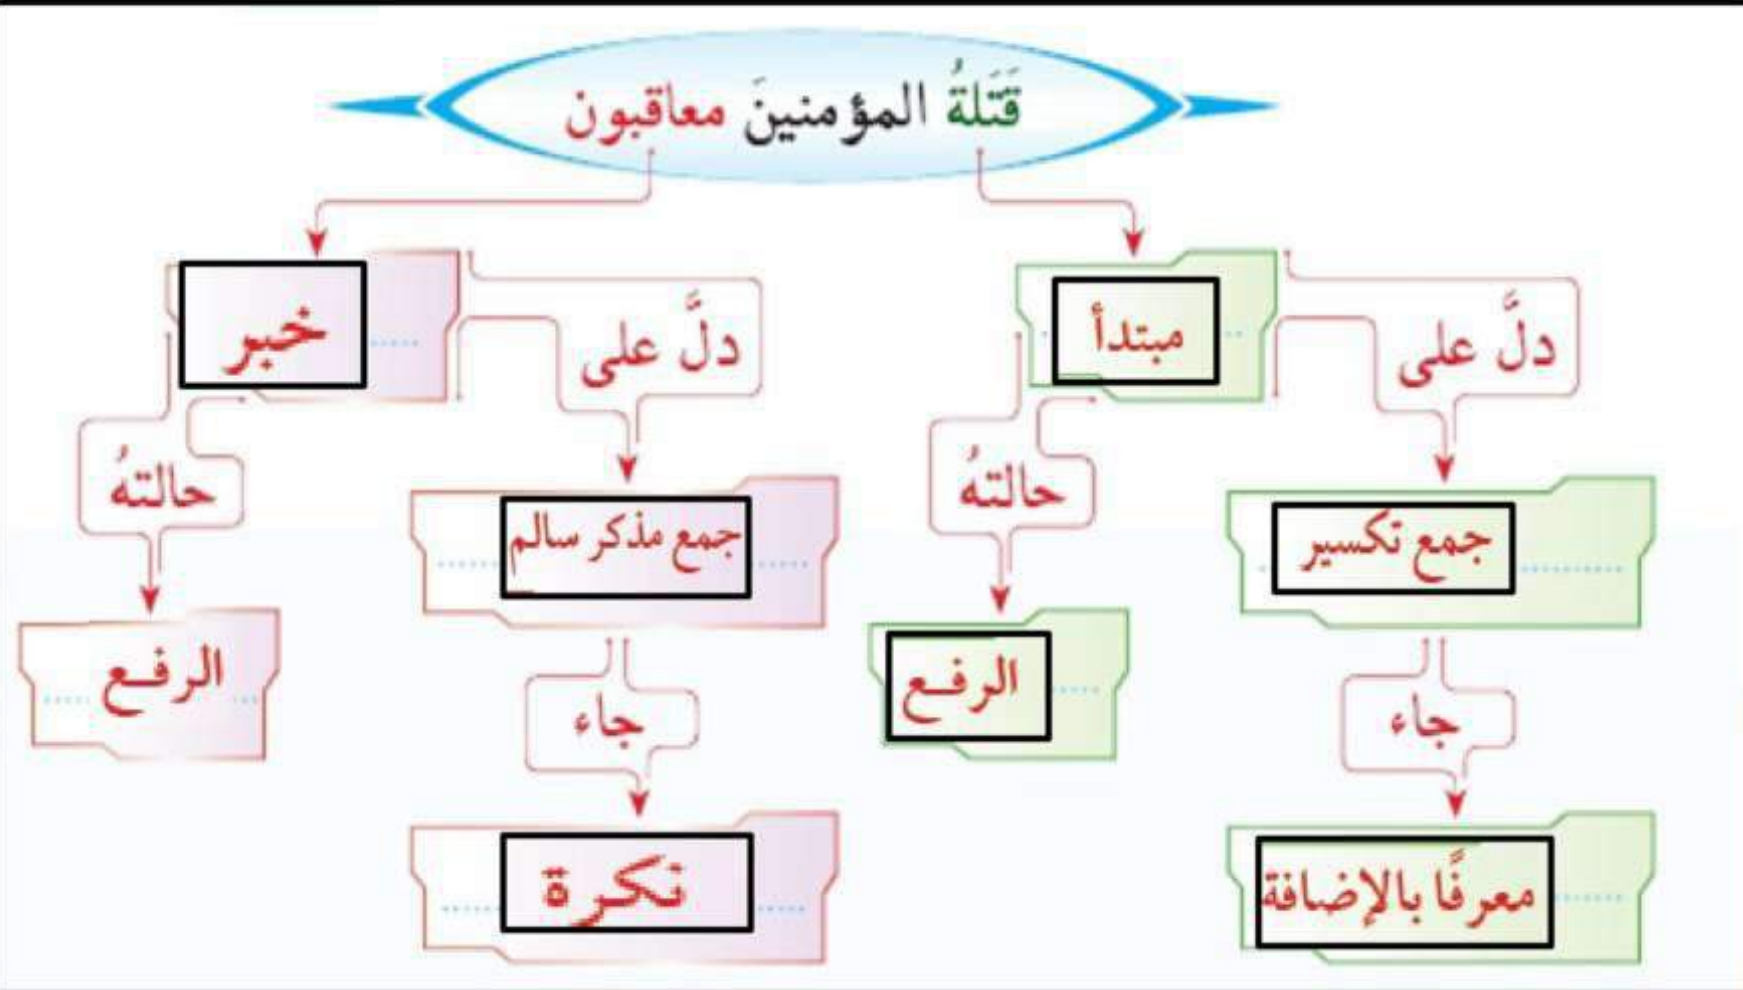 قَتَلَةُ المؤمنينَ معاقبون
مبتدأ
دلَّ على
خبر
دلَّ على
حالتهُ
جمع تكسير
حالتهُ
جمع مذكر سالم
الرفع
جاء
الرفع
جاء
معرفًا بالإضافة
نكرة